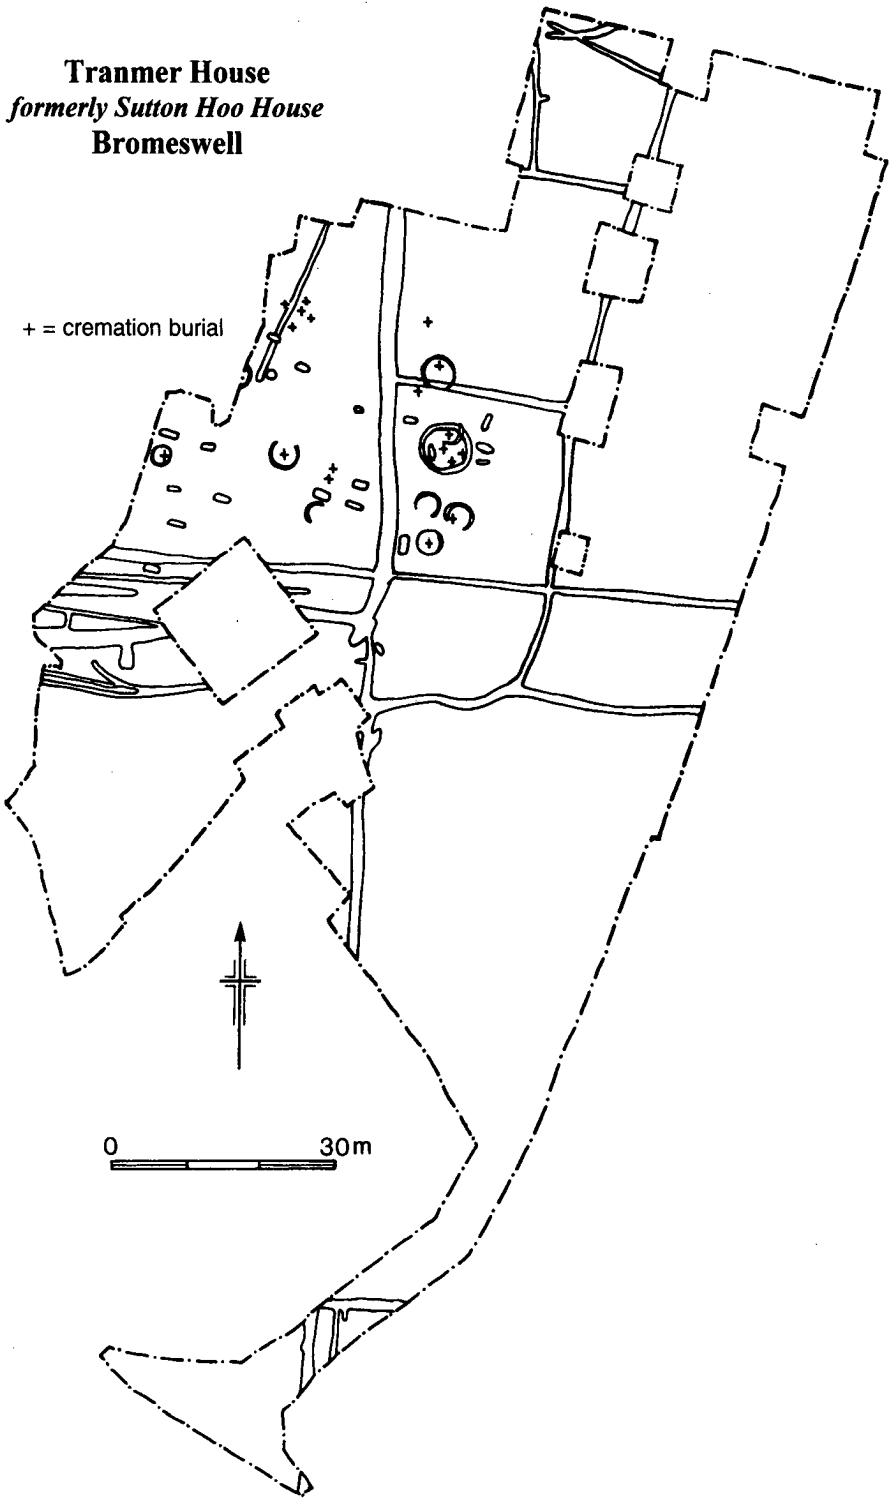 Tranmer House
formerly Sutton Hoo House
Bromeswell
+ = cremation burial
0 30m